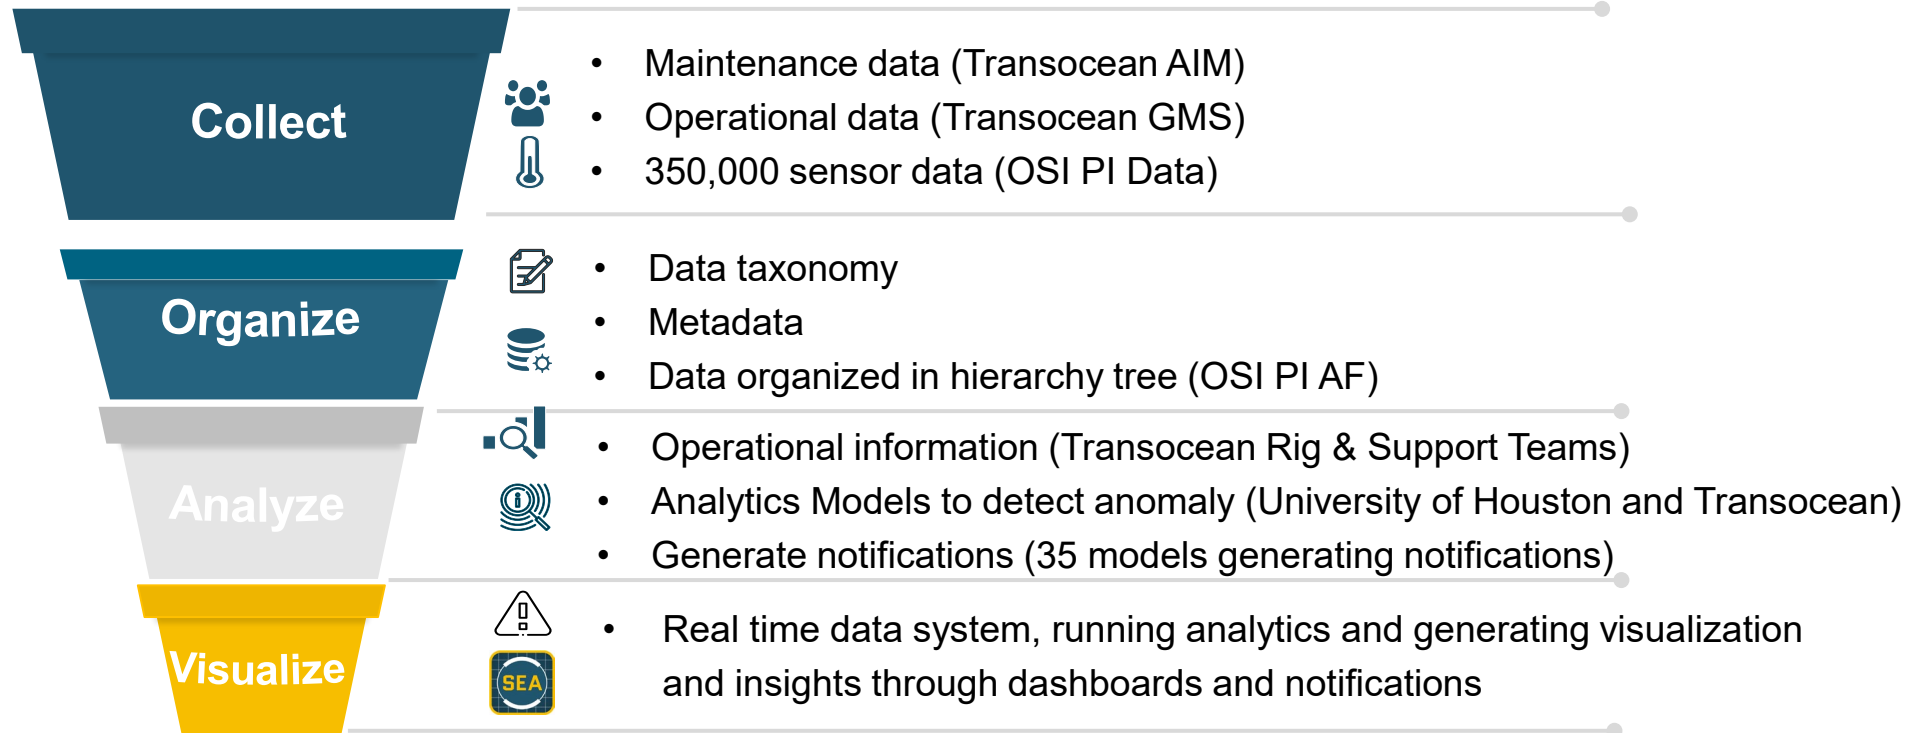 Collect
• Maintenance data (Transocean AIM)
• Operational data (Transocean GMS)
• 350,000 sensor data (OSI PI Data)
Organize
• Data taxonomy
• Metadata
• Data organized in hierarchy tree (OSI PI AF)
Analyze
• Operational information (Transocean Rig & Support Teams)
• Analytics Models to detect anomaly (University of Houston and Transocean)
• Generate notifications (35 models generating notifications)
Visualize
SEA
• Real time data system, running analytics and generating visualization
and insights through dashboards and notifications